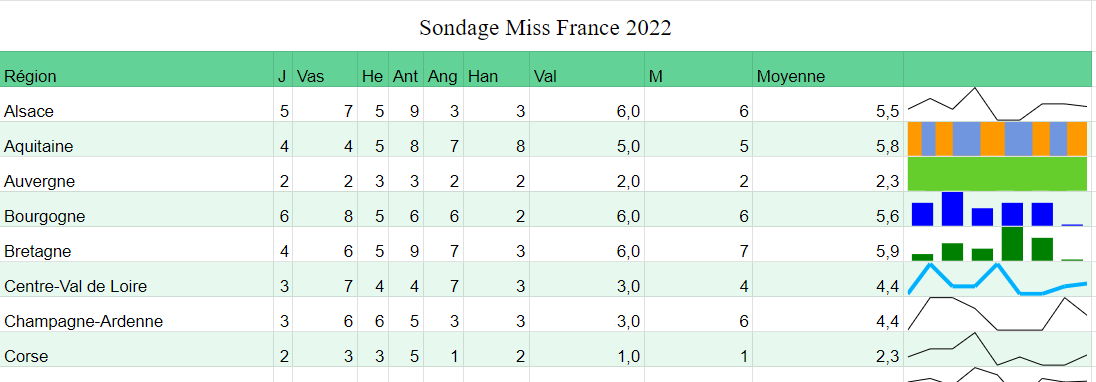 Sondage Miss France 2022
Région J Vas He Ant Ang Han Val M Moyenne
Alsace 5 7 5 9 3 3 6,0 6 5,5
Aquitaine 4 4 5 8 7 8 5,0 5 5,8
Auvergne 2 2 3 3 2 2 2,0 2 2,3
Bourgogne 6 8 5 6 6 2 6,0 6 5,6
Bretagne 4 6 5 9 7 3 6,0 7 5,9
Centre-Val de Loire 3 7 4 4 7 3 3,0 4 4,4
Champagne-Ardenne 3 6 6 5 3 3 3,0 6 4,4
Corse 2 3 3 5 1 2 1,0 1 2,3